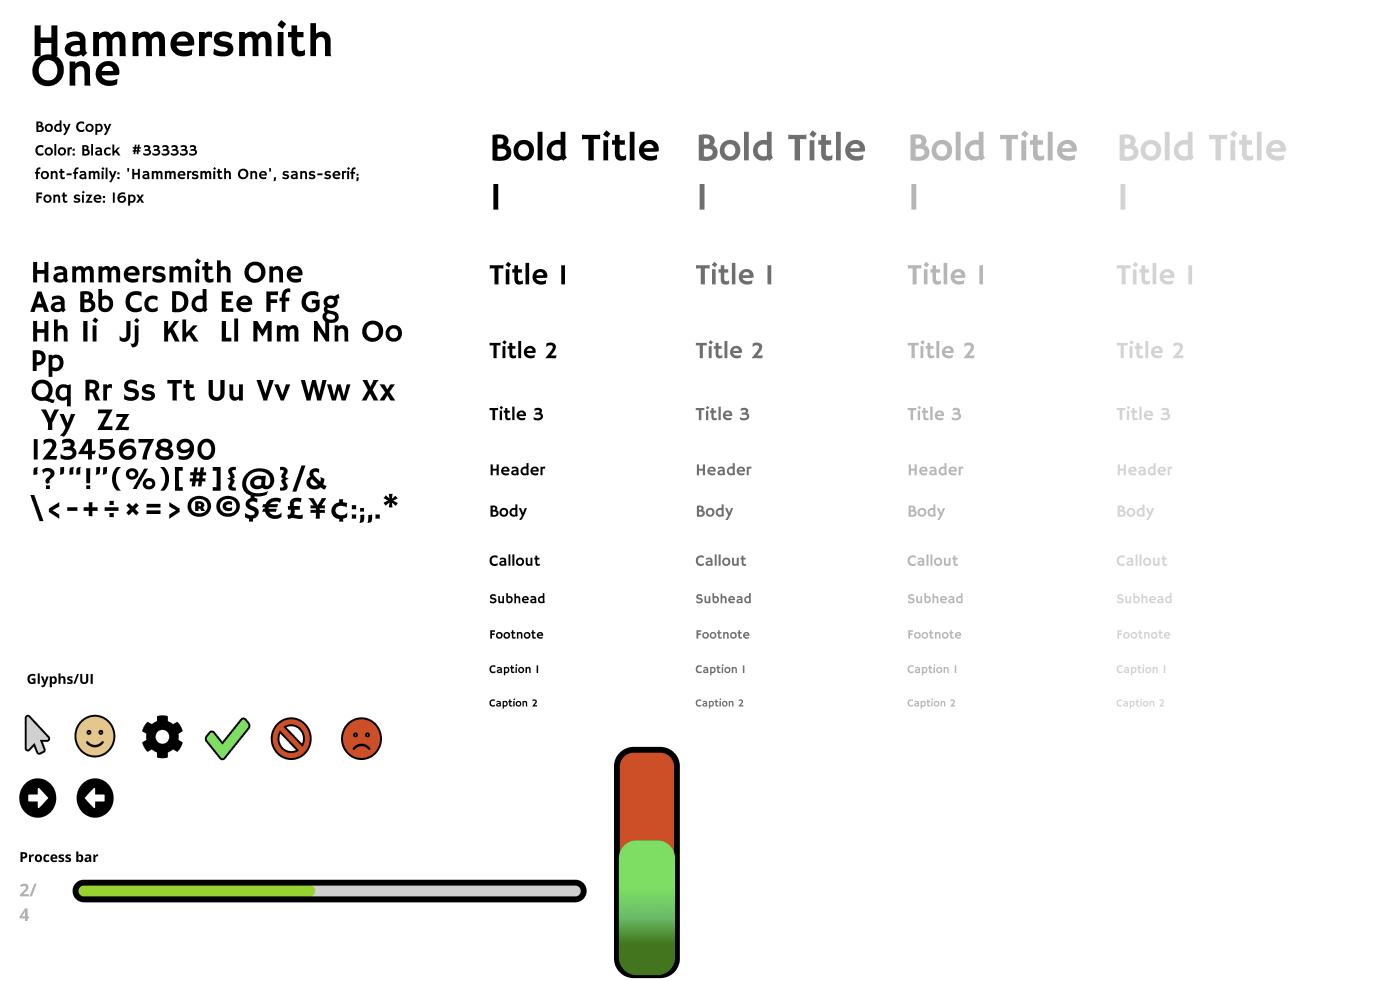 Hammersmith
One
Body Copy
Color: Black  #333333
font-family: 'Hammersmith One', sans-serif;
Font size: 16px
Hammersmith One
Aa Bb Cc Dd Ee Ff Gg
Hh Ii  Jj  Kk  Ll Mm Nn Oo
Pp
Qq Rr Ss Tt Uu Vv Ww Xx
Yy  Zz
1234567890
‘?’“!”(%)[#]{@}/&
\<-+÷×=>®©$€£¥¢:;,.*
Bold Title
1
Bold Title
1
Bold Title
1
Bold Title
1
Title 1 Title 1 Title 1 Title 1
Title 2 Title 2 Title 2 Title 2
Title 3 Title 3 Title 3 Title 3
Header Header Header Header
Body Body Body Body
Callout Callout Callout Callout
Subhead Subhead Subhead Subhead
Footnote Footnote Footnote Footnote
Caption 1 Caption 1 Caption 1 Caption 1
Caption 2 Caption 2 Caption 2 Caption 2
Glyphs/UI
Process bar
2/
4